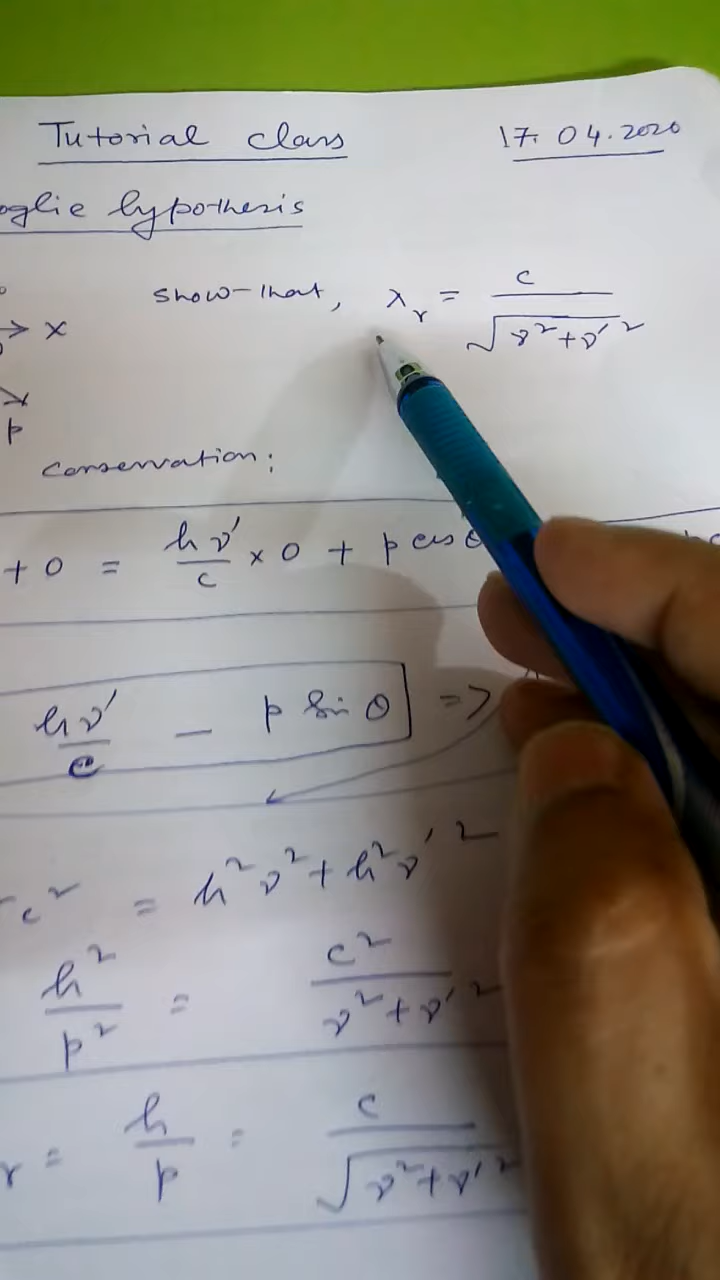 Tutorial class 17. 04. 2020
oglie hypothesis
show that, λr = c / √(ν² + ν'²)
→ x
p
conservation:
+ 0 = hν'/c × 0 + p cos θ
hν'/c − p sin θ ⇒
c² = h²ν² + h²ν'²
h²/p² = c² / ν² + ν'²
r = h/p = c / √(ν² + ν'²)